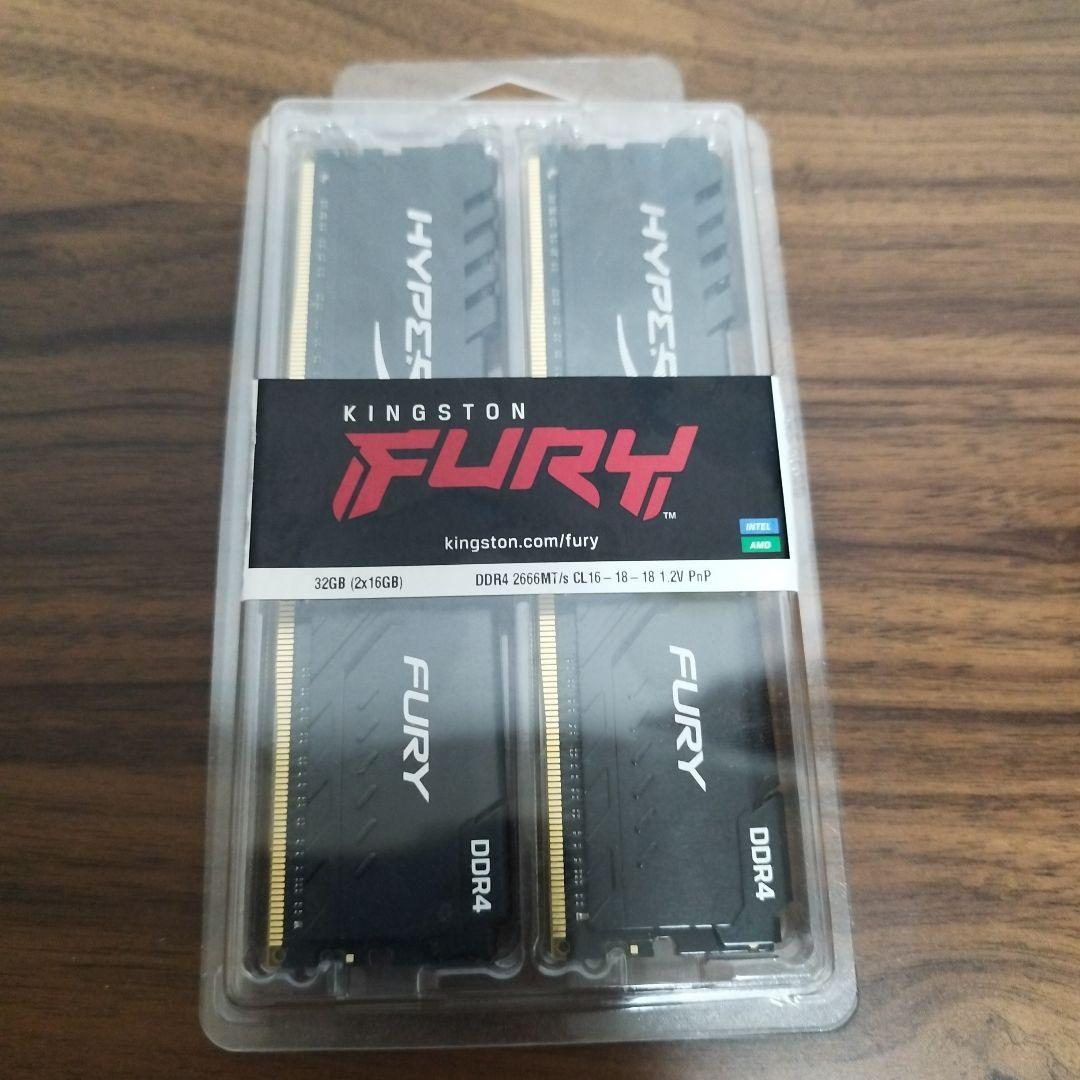 HYPER
HYPER
KINGSTON
FURY
TM
kingston.com/fury
INTEL
AMD
32GB (2x16GB)
DDR4 2666MT/s CL16-18-18 1.2V PnP
FURY
DDR4
FURY
DDR4